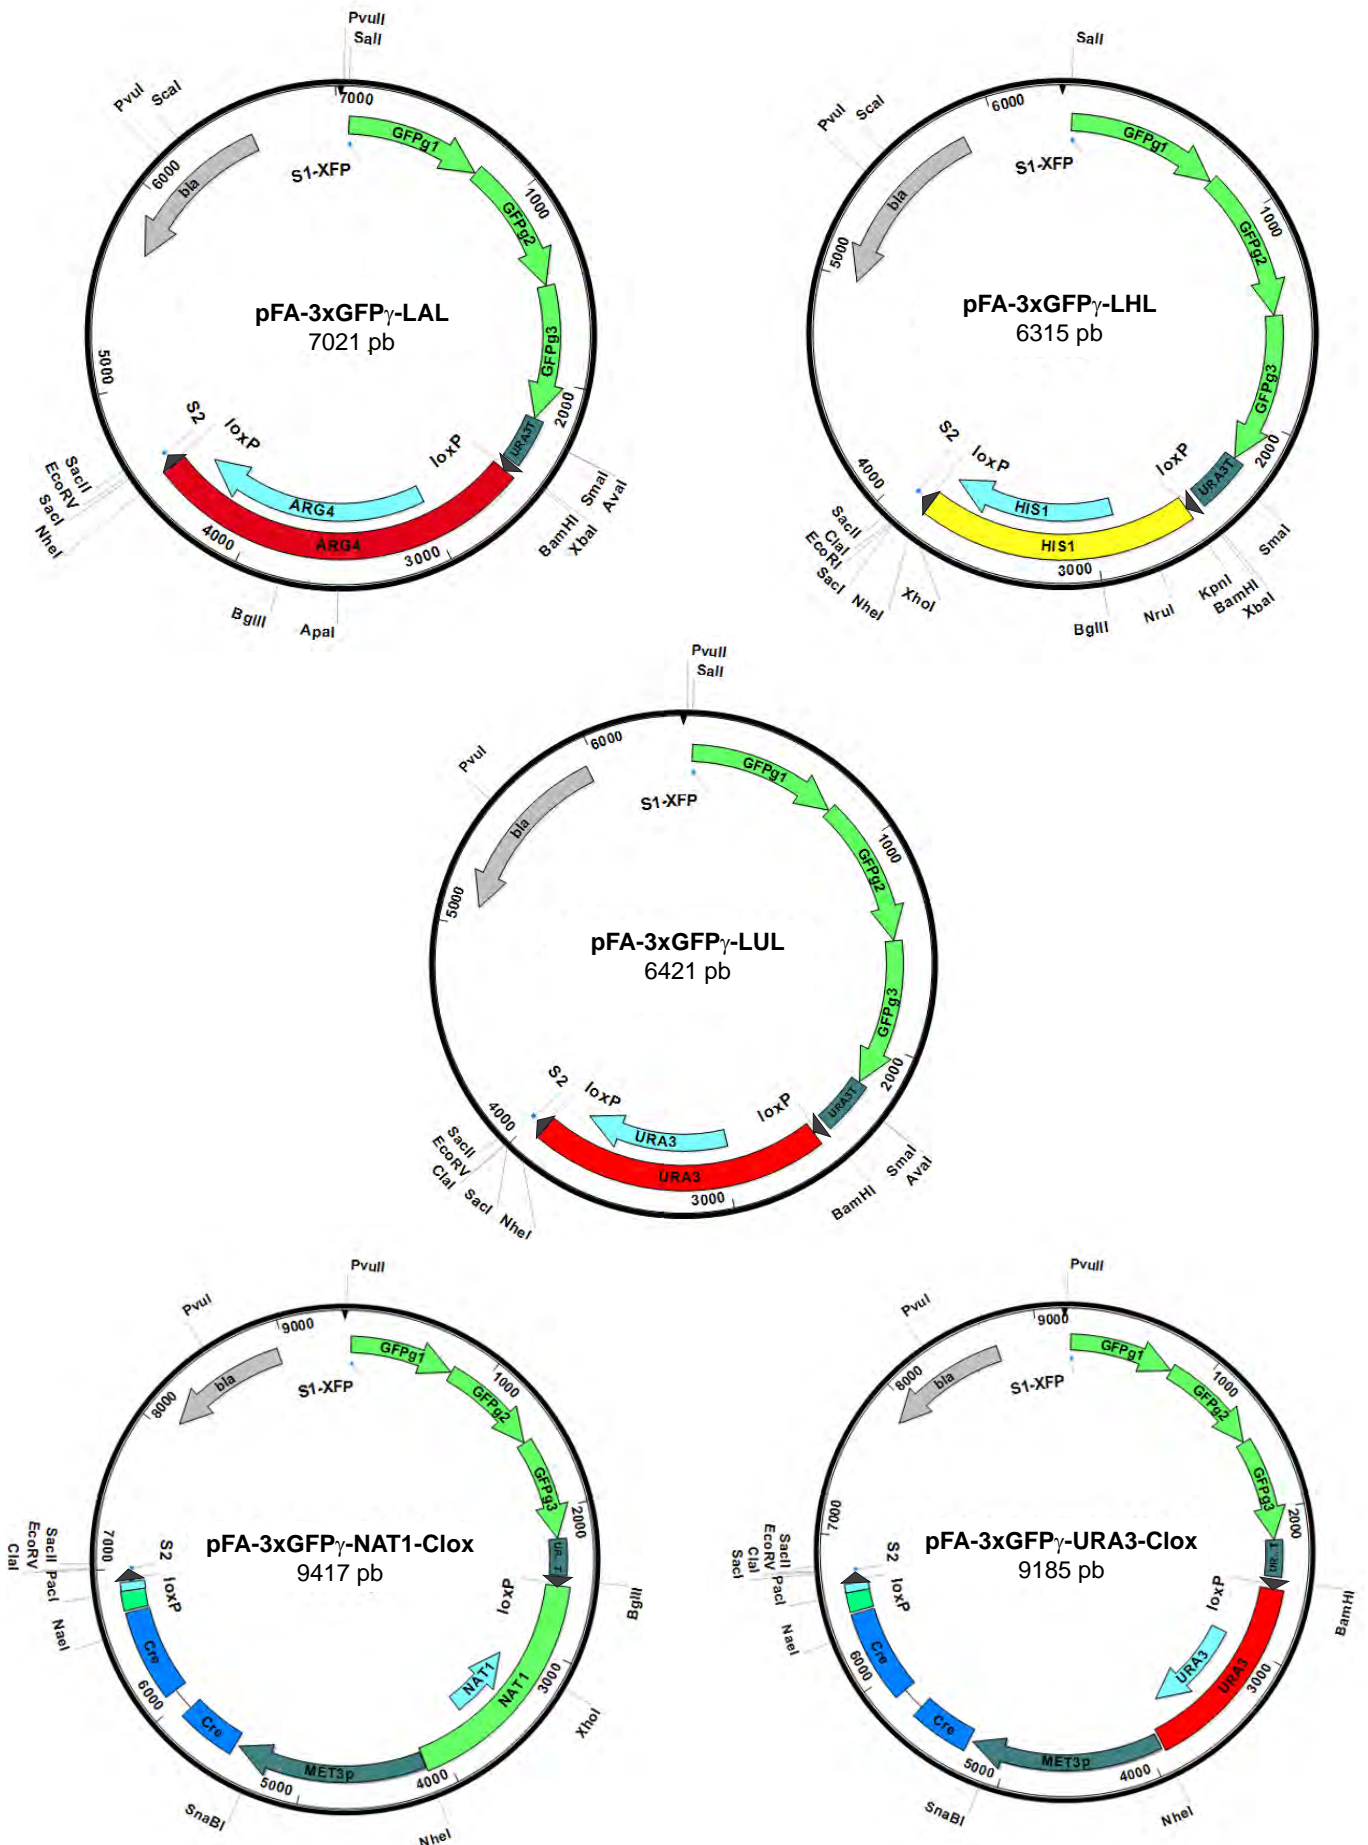 PvuII
SalI
PvuI
ScaI
7000
6000
bla
S1-XFP
GFPg1
1000
GFPg2
pFA-3xGFPγ-LAL
7021 pb
GFPg3
5000
2000
S2
loxP
loxP
URA3T
SacII
EcoRV
SacI
NheI
ARG4
ARG4
SmaI
AvaI
BamHI
XbaI
4000
3000
BglII
ApaI
SalI
PvuI
ScaI
6000
bla
S1-XFP
GFPg1
1000
GFPg2
5000
pFA-3xGFPγ-LHL
6315 pb
GFPg3
2000
S2
loxP
loxP
URA3T
4000
SacII
ClaI
EcoRI
SacI
NheI
XhoI
HIS1
HIS1
3000
BglII
NruI
KpnI
BamHI
XbaI
SmaI
PvuII
SalI
PvuI
6000
bla
S1-XFP
GFPg1
1000
GFPg2
5000
pFA-3xGFPγ-LUL
6421 pb
GFPg3
2000
S2
loxP
loxP
URA3T
4000
SacII
EcoRV
ClaI
SacI
NheI
URA3
URA3
3000
BamHI
SmaI
AvaI
PvuII
PvuI
9000
8000
bla
S1-XFP
GFPg1
1000
GFPg2
GFPg3
2000
7000
pFA-3xGFPγ-NAT1-Clox
9417 pb
UR...T
SacII
EcoRV
ClaI
PacI
NaeI
S2
loxP
loxP
BglII
Cre
NAT1
NAT1
3000
XhoI
6000
Cre
MET3p
5000
4000
SnaBI
NheI
PvuII
PvuI
9000
8000
bla
S1-XFP
GFPg1
1000
GFPg2
GFPg3
2000
7000
pFA-3xGFPγ-URA3-Clox
9185 pb
UR...T
SacII
EcoRV
ClaI
SacI
PacI
NaeI
S2
loxP
loxP
BamHI
Cre
URA3
URA3
3000
6000
Cre
MET3p
5000
4000
SnaBI
NheI